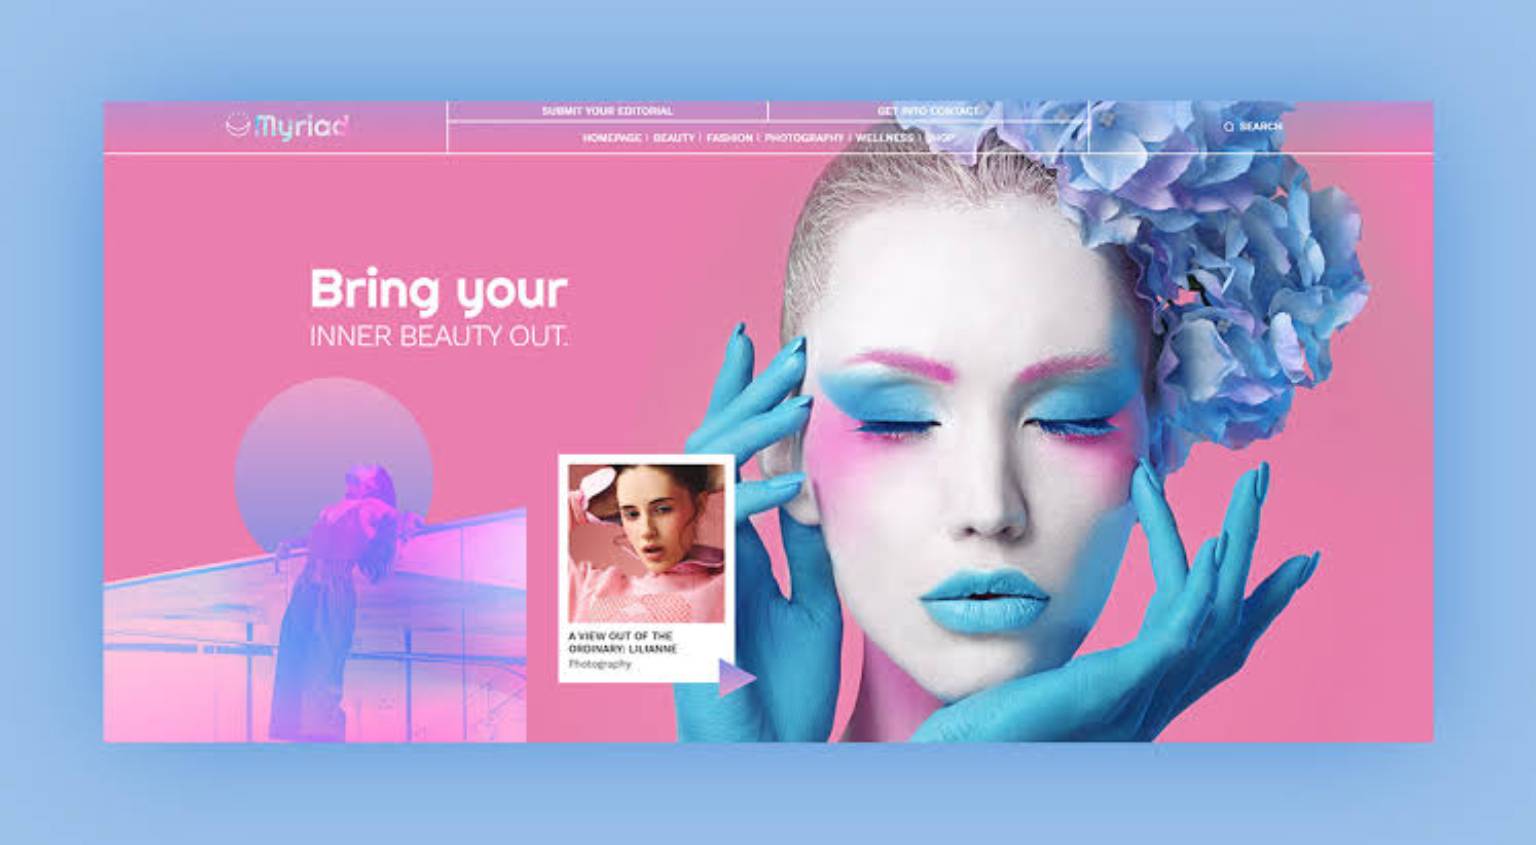 Myriad
SUBMIT YOUR EDITORIAL
GET INTO CONTACT
HOMEPAGE | BEAUTY | FASHION | PHOTOGRAPHY | WELLNESS | SHOP
SEARCH
Bring your
INNER BEAUTY OUT.
A VIEW OUT OF THE
ORDINARY: LILIANNE
Photography